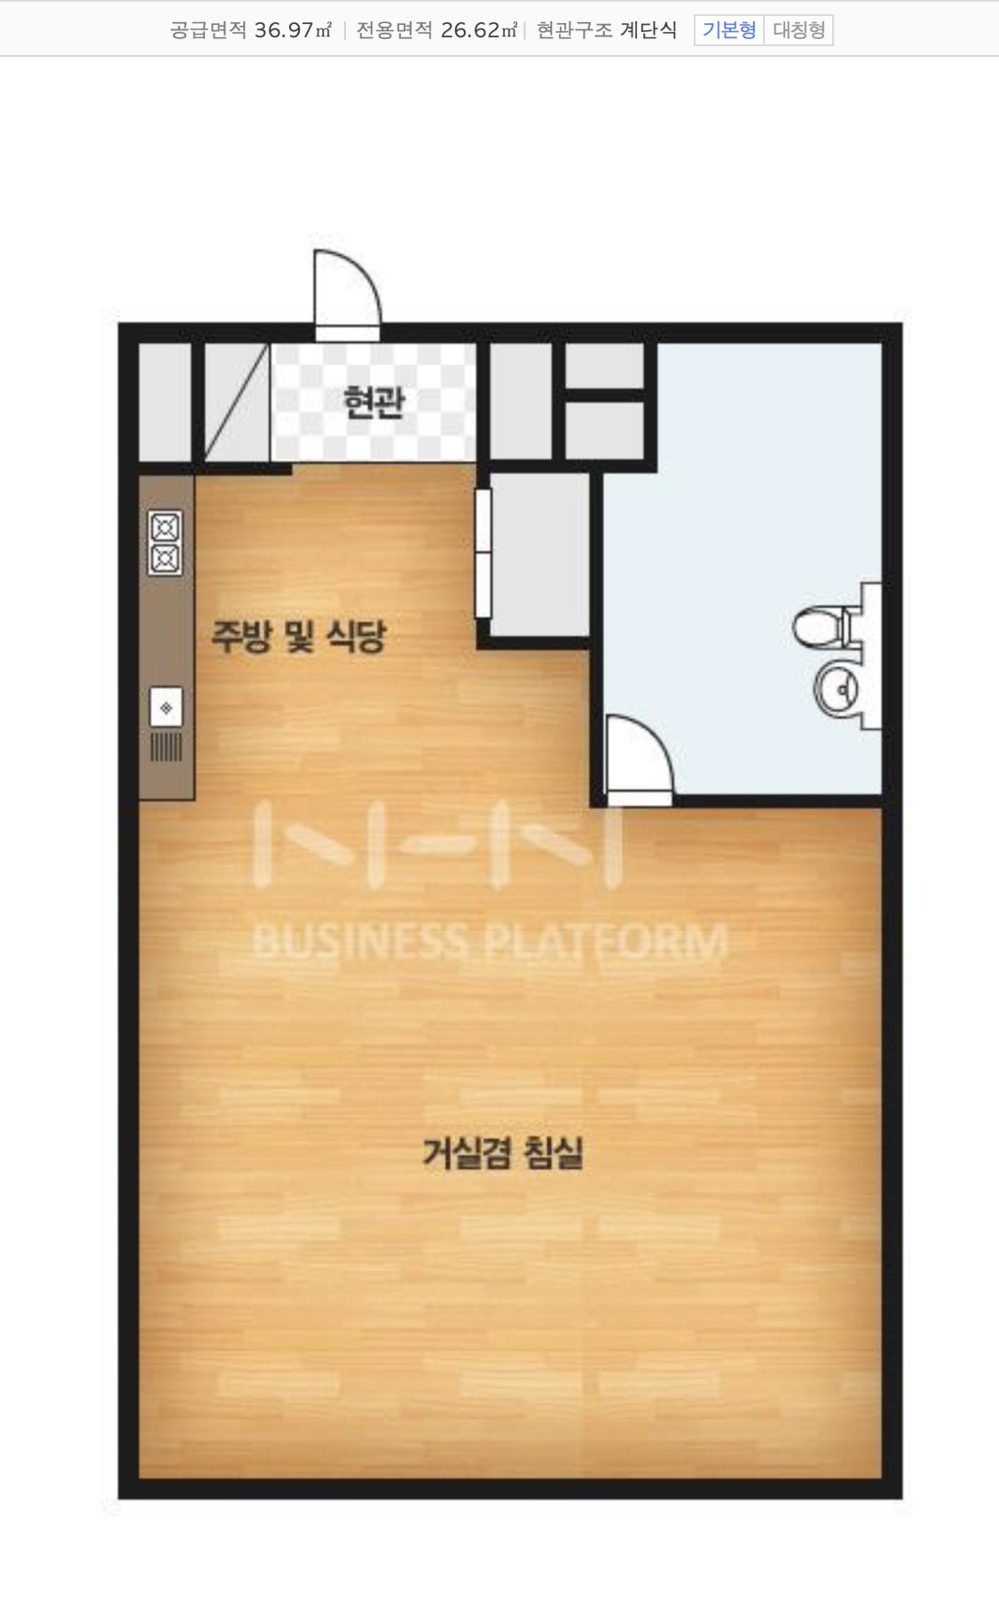 공급면적 36.97㎡ | 전용면적 26.62㎡ | 현관구조 계단식 기본형 대칭형
현관
주방 및 식당
NHN
BUSINESS PLATFORM
거실겸 침실